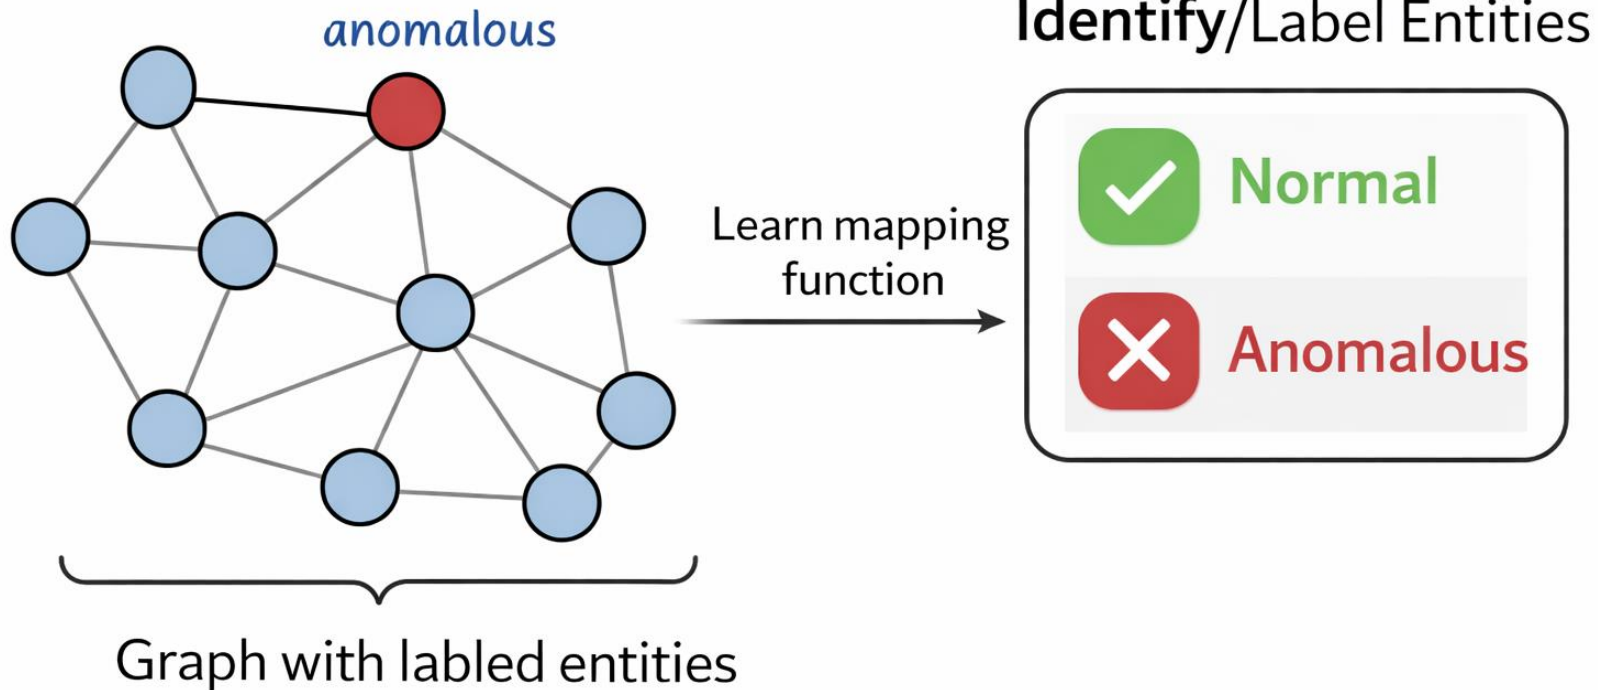 anomalous
Identify/Label Entities
Normal
Learn mapping
function
Anomalous
Graph with labled entities